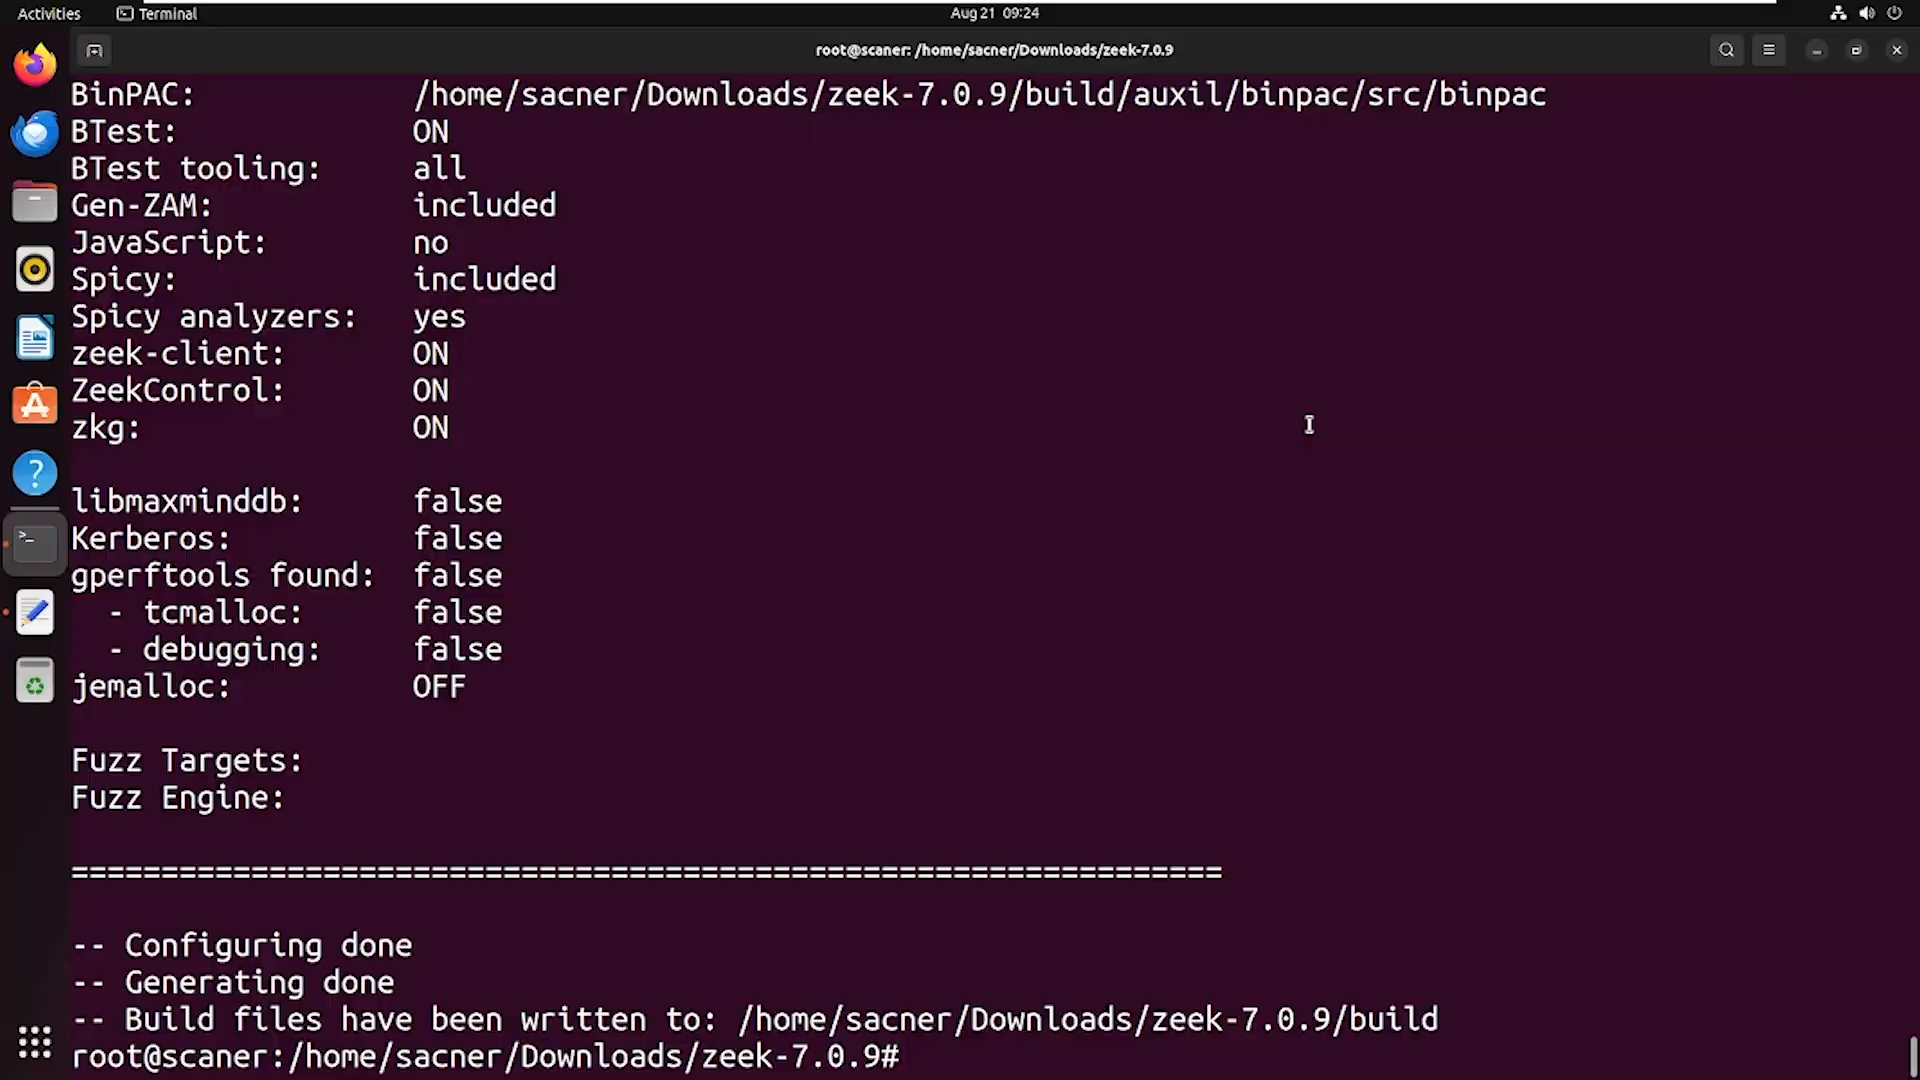 Activities Terminal Aug 21 09:24
root@scaner: /home/sacner/Downloads/zeek-7.0.9
BinPAC: /home/sacner/Downloads/zeek-7.0.9/build/auxil/binpac/src/binpac
BTest: ON
BTest tooling: all
Gen-ZAM: included
JavaScript: no
Spicy: included
Spicy analyzers: yes
zeek-client: ON
ZeekControl: ON
zkg: ON
libmaxminddb: false
Kerberos: false
gperftools found: false
- tcmalloc: false
- debugging: false
jemalloc: OFF
Fuzz Targets:
Fuzz Engine:
================================================================
-- Configuring done
-- Generating done
-- Build files have been written to: /home/sacner/Downloads/zeek-7.0.9/build
root@scaner:/home/sacner/Downloads/zeek-7.0.9#